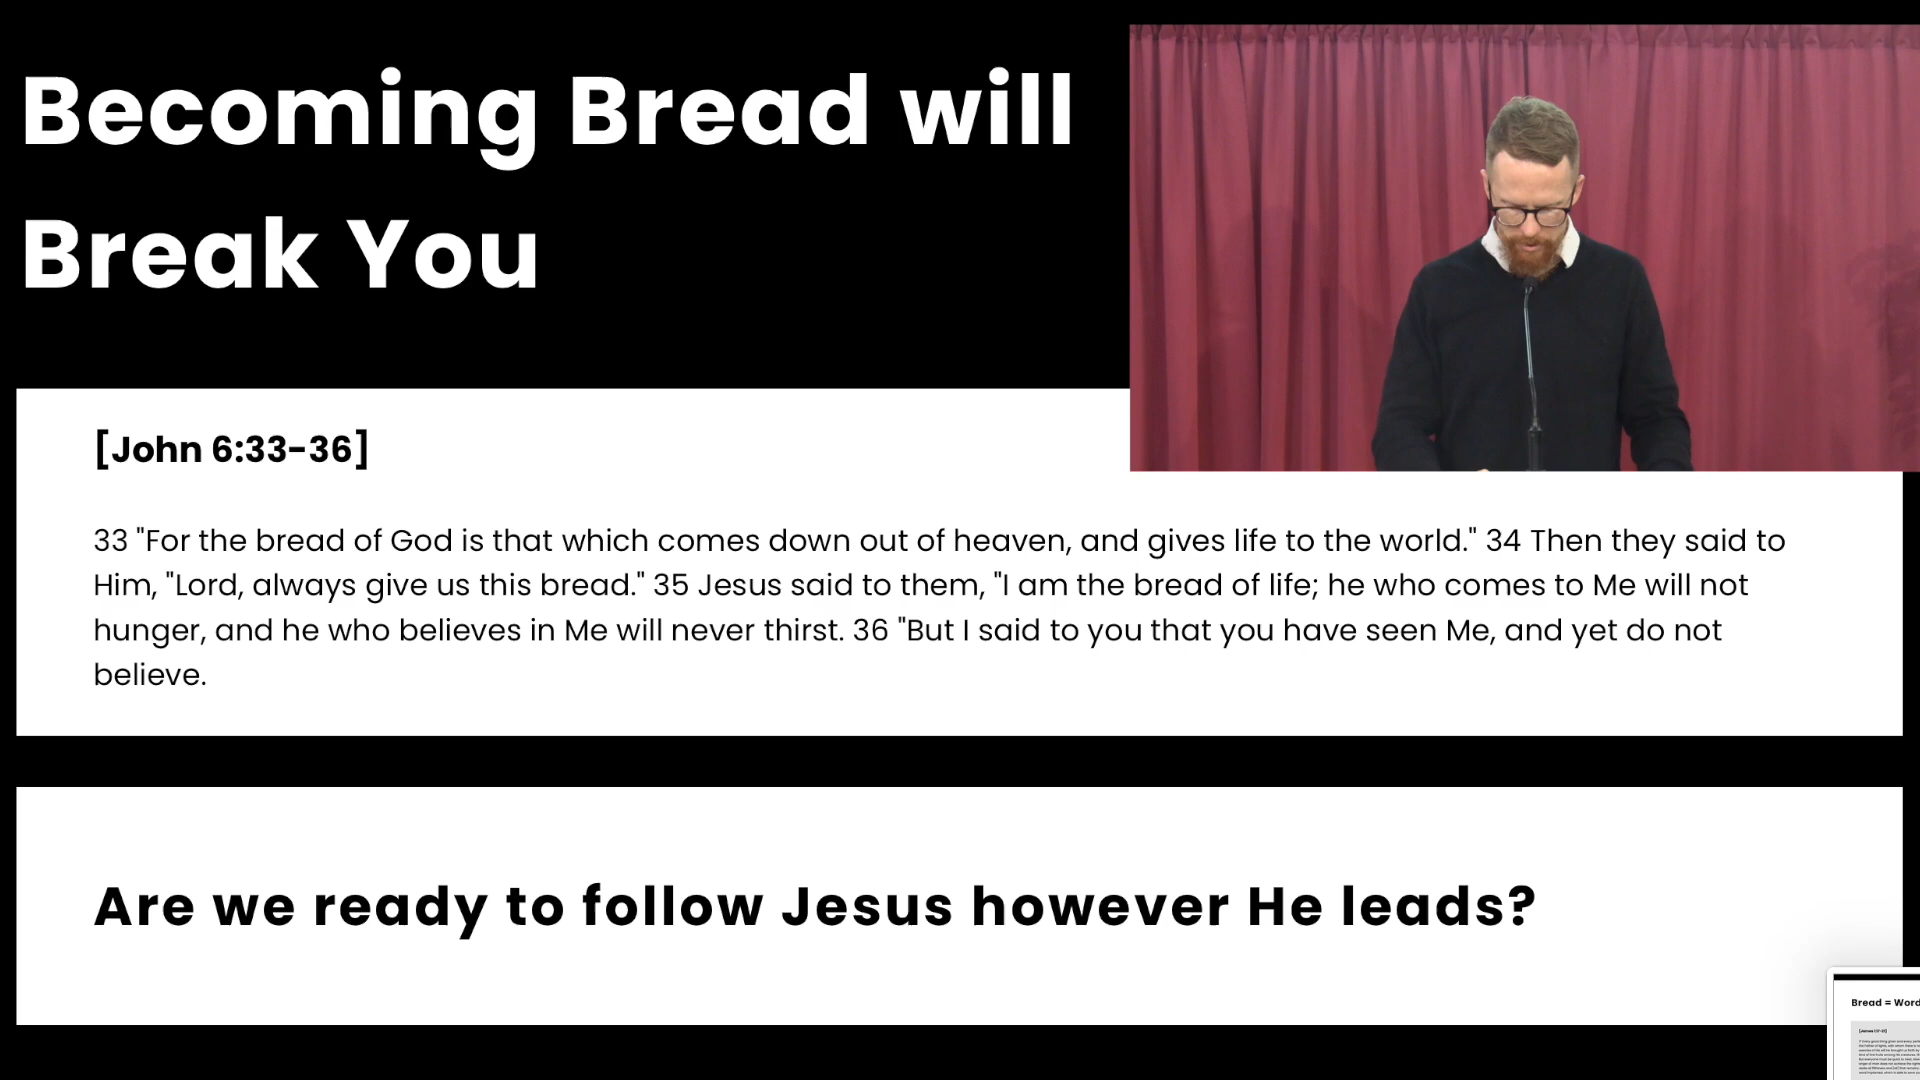 Becoming Bread will
Break You
[John 6:33-36]
33 "For the bread of God is that which comes down out of heaven, and gives life to the world." 34 Then they said to
Him, "Lord, always give us this bread." 35 Jesus said to them, "I am the bread of life; he who comes to Me will not
hunger, and he who believes in Me will never thirst. 36 "But I said to you that you have seen Me, and yet do not
believe.
Are we ready to follow Jesus however He leads?
Bread = Word